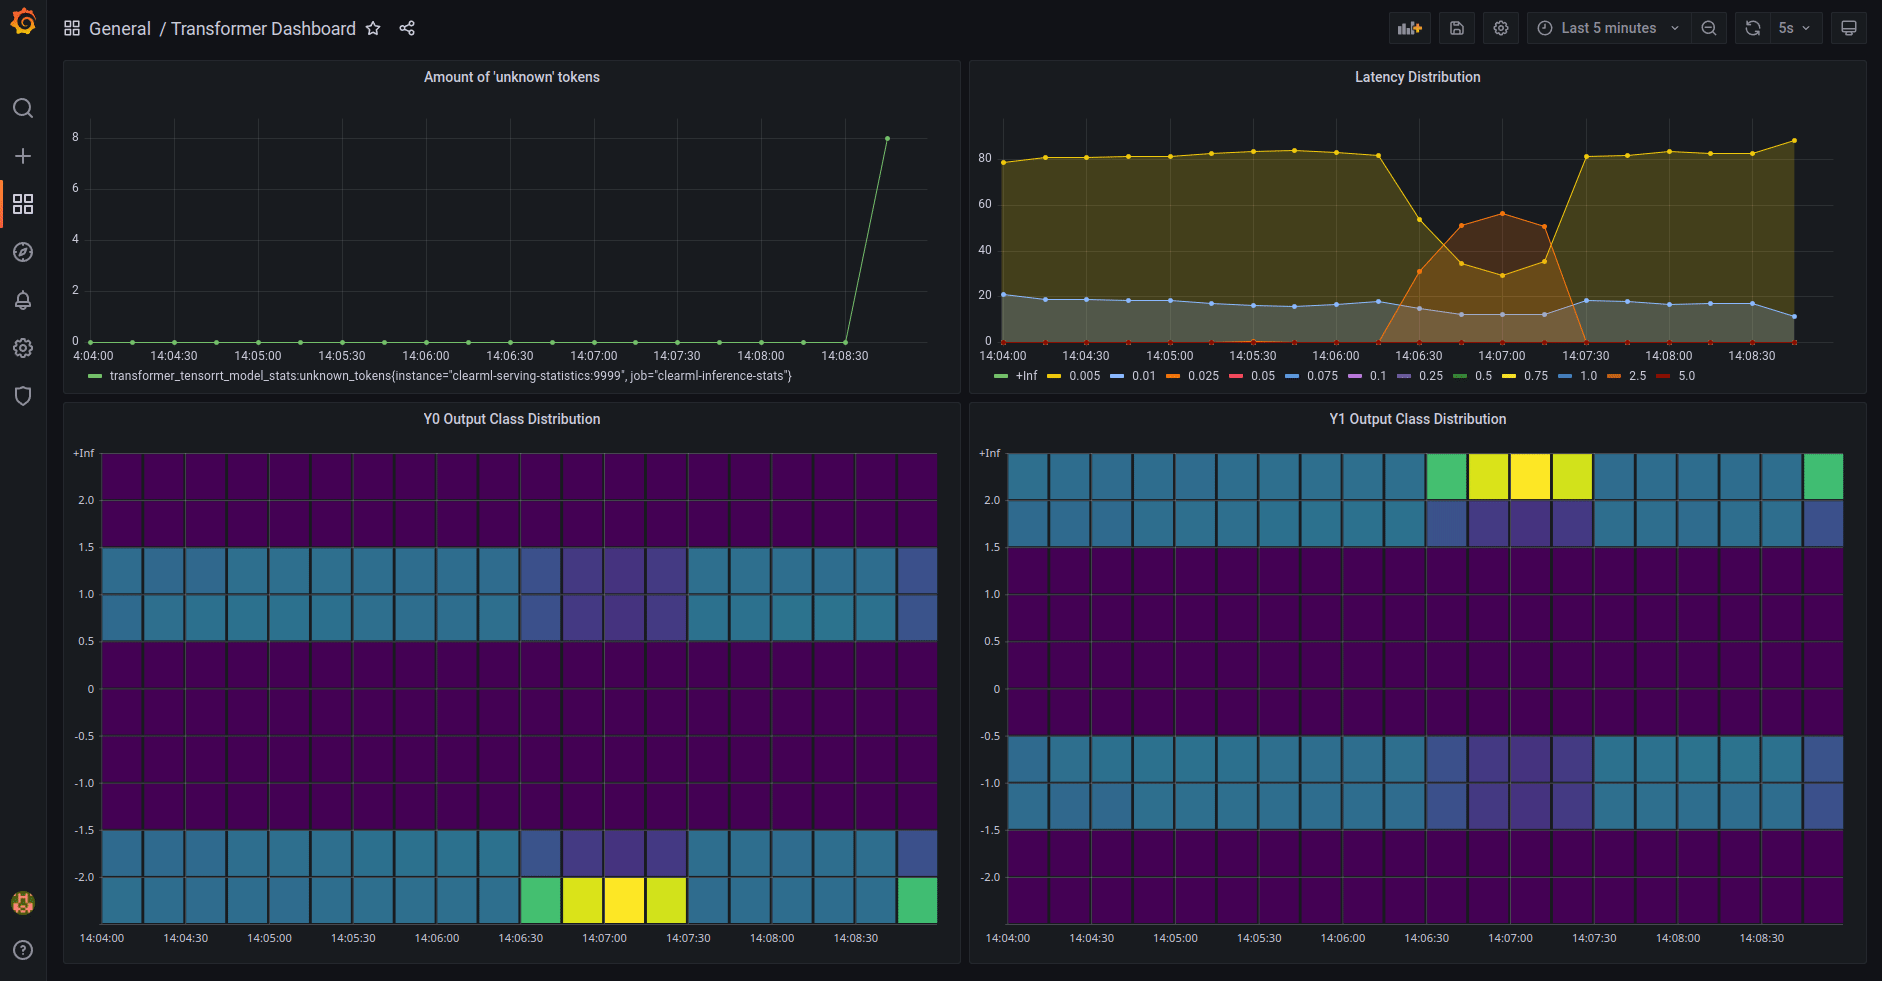 General / Transformer Dashboard
Last 5 minutes
5s
Amount of 'unknown' tokens
8
6
4
2
0
4:04:00 14:04:30 14:05:00 14:05:30 14:06:00 14:06:30 14:07:00 14:07:30 14:08:00 14:08:30
transformer_tensorrt_model_stats:unknown_tokens{instance="clearml-serving-statistics:9999", job="clearml-inference-stats"}
Latency Distribution
80
60
40
20
0
14:04:00 14:04:30 14:05:00 14:05:30 14:06:00 14:06:30 14:07:00 14:07:30 14:08:00 14:08:30
+Inf 0.005 0.01 0.025 0.05 0.075 0.1 0.25 0.5 0.75 1.0 2.5 5.0
Y0 Output Class Distribution
+Inf
2.0
1.5
1.0
0.5
0
-0.5
-1.0
-1.5
-2.0
14:04:00 14:04:30 14:05:00 14:05:30 14:06:00 14:06:30 14:07:00 14:07:30 14:08:00 14:08:30
Y1 Output Class Distribution
+Inf
2.0
1.5
1.0
0.5
0
-0.5
-1.0
-1.5
-2.0
14:04:00 14:04:30 14:05:00 14:05:30 14:06:00 14:06:30 14:07:00 14:07:30 14:08:00 14:08:30